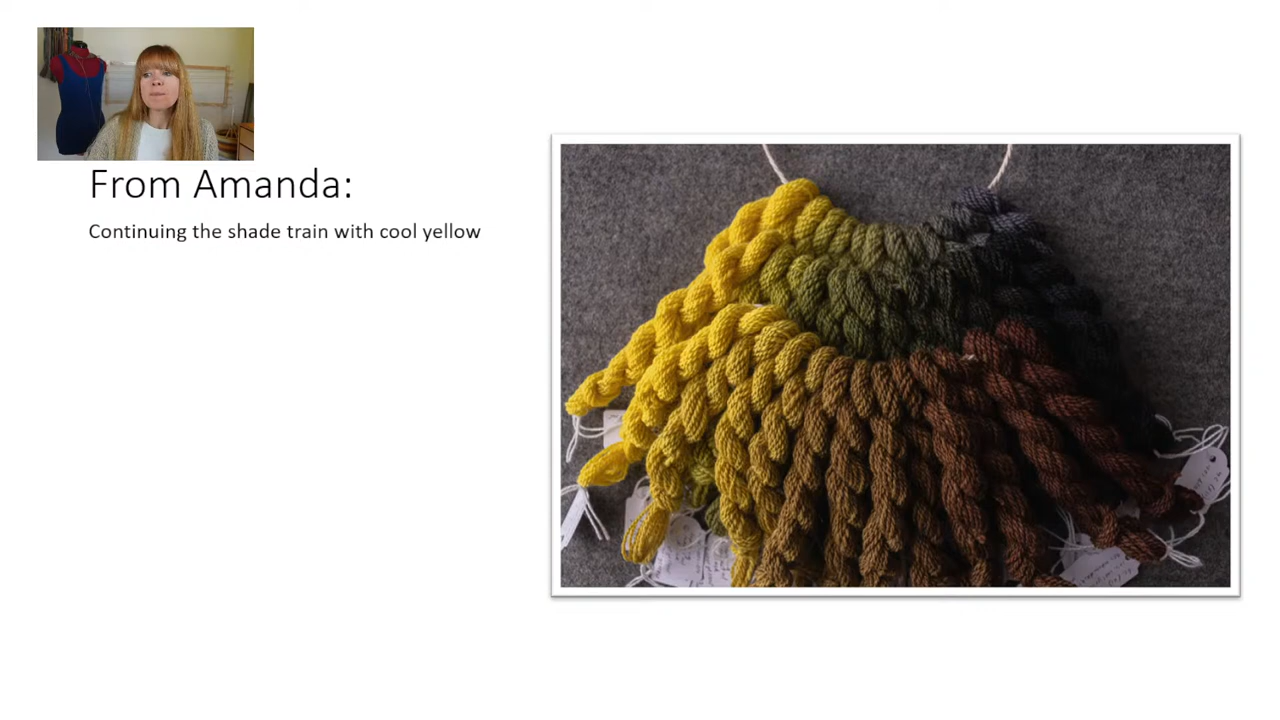 From Amanda:
Continuing the shade train with cool yellow